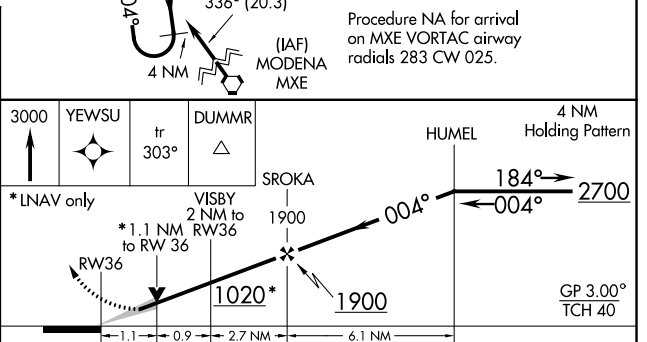 04°
336° (20.3)
4 NM
(IAF)
MODENA
MXE
Procedure NA for arrival
on MXE VORTAC airway
radials 283 CW 025.
3000
YEWSU
tr
303°
DUMMR
4 NM
Holding Pattern
HUMEL
184°
004°
2700
*LNAV only
SROKA
1900
VISBY
2 NM to
RW36
*1.1 NM
to RW 36
RW36
004°
1020*
1900
GP 3.00°
TCH 40
1.1
0.9
2.7 NM
6.1 NM